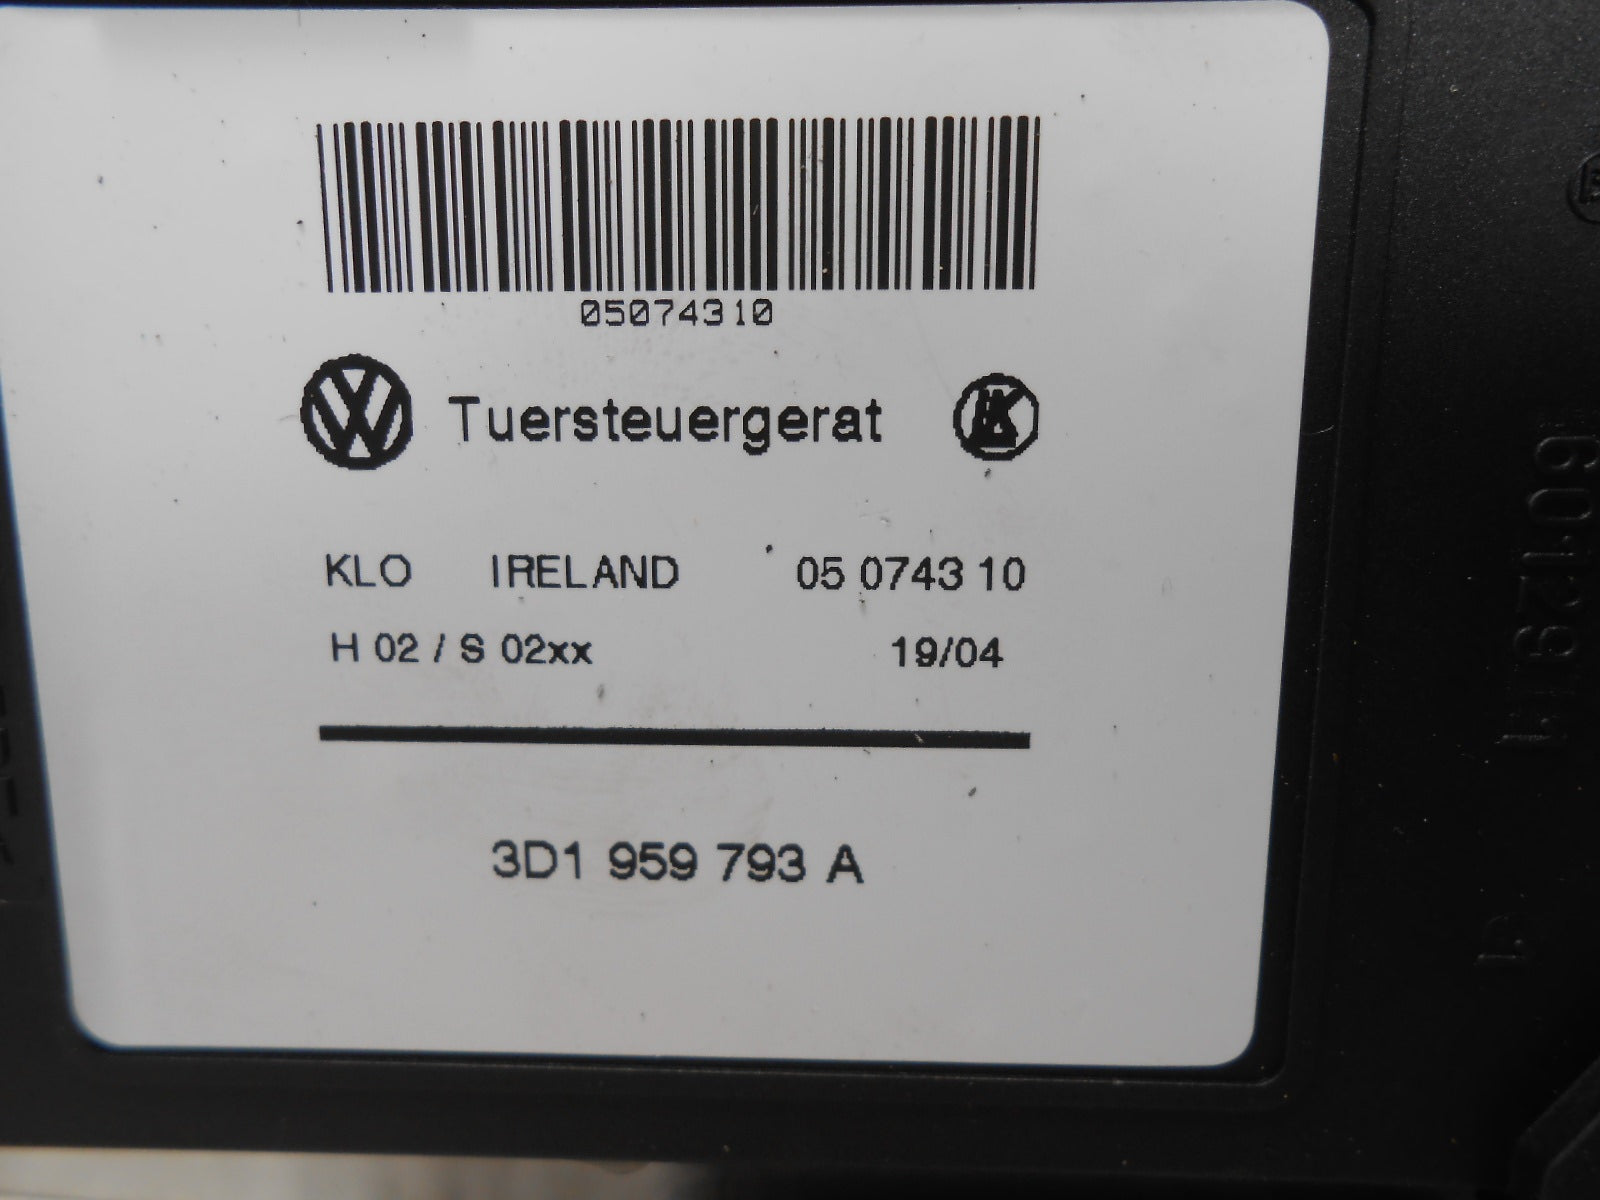 05074310
Tuersteuergerat
KLO IRELAND 05 0743 10
H 02 / S 02xx 19/04
3D1 959 793 A